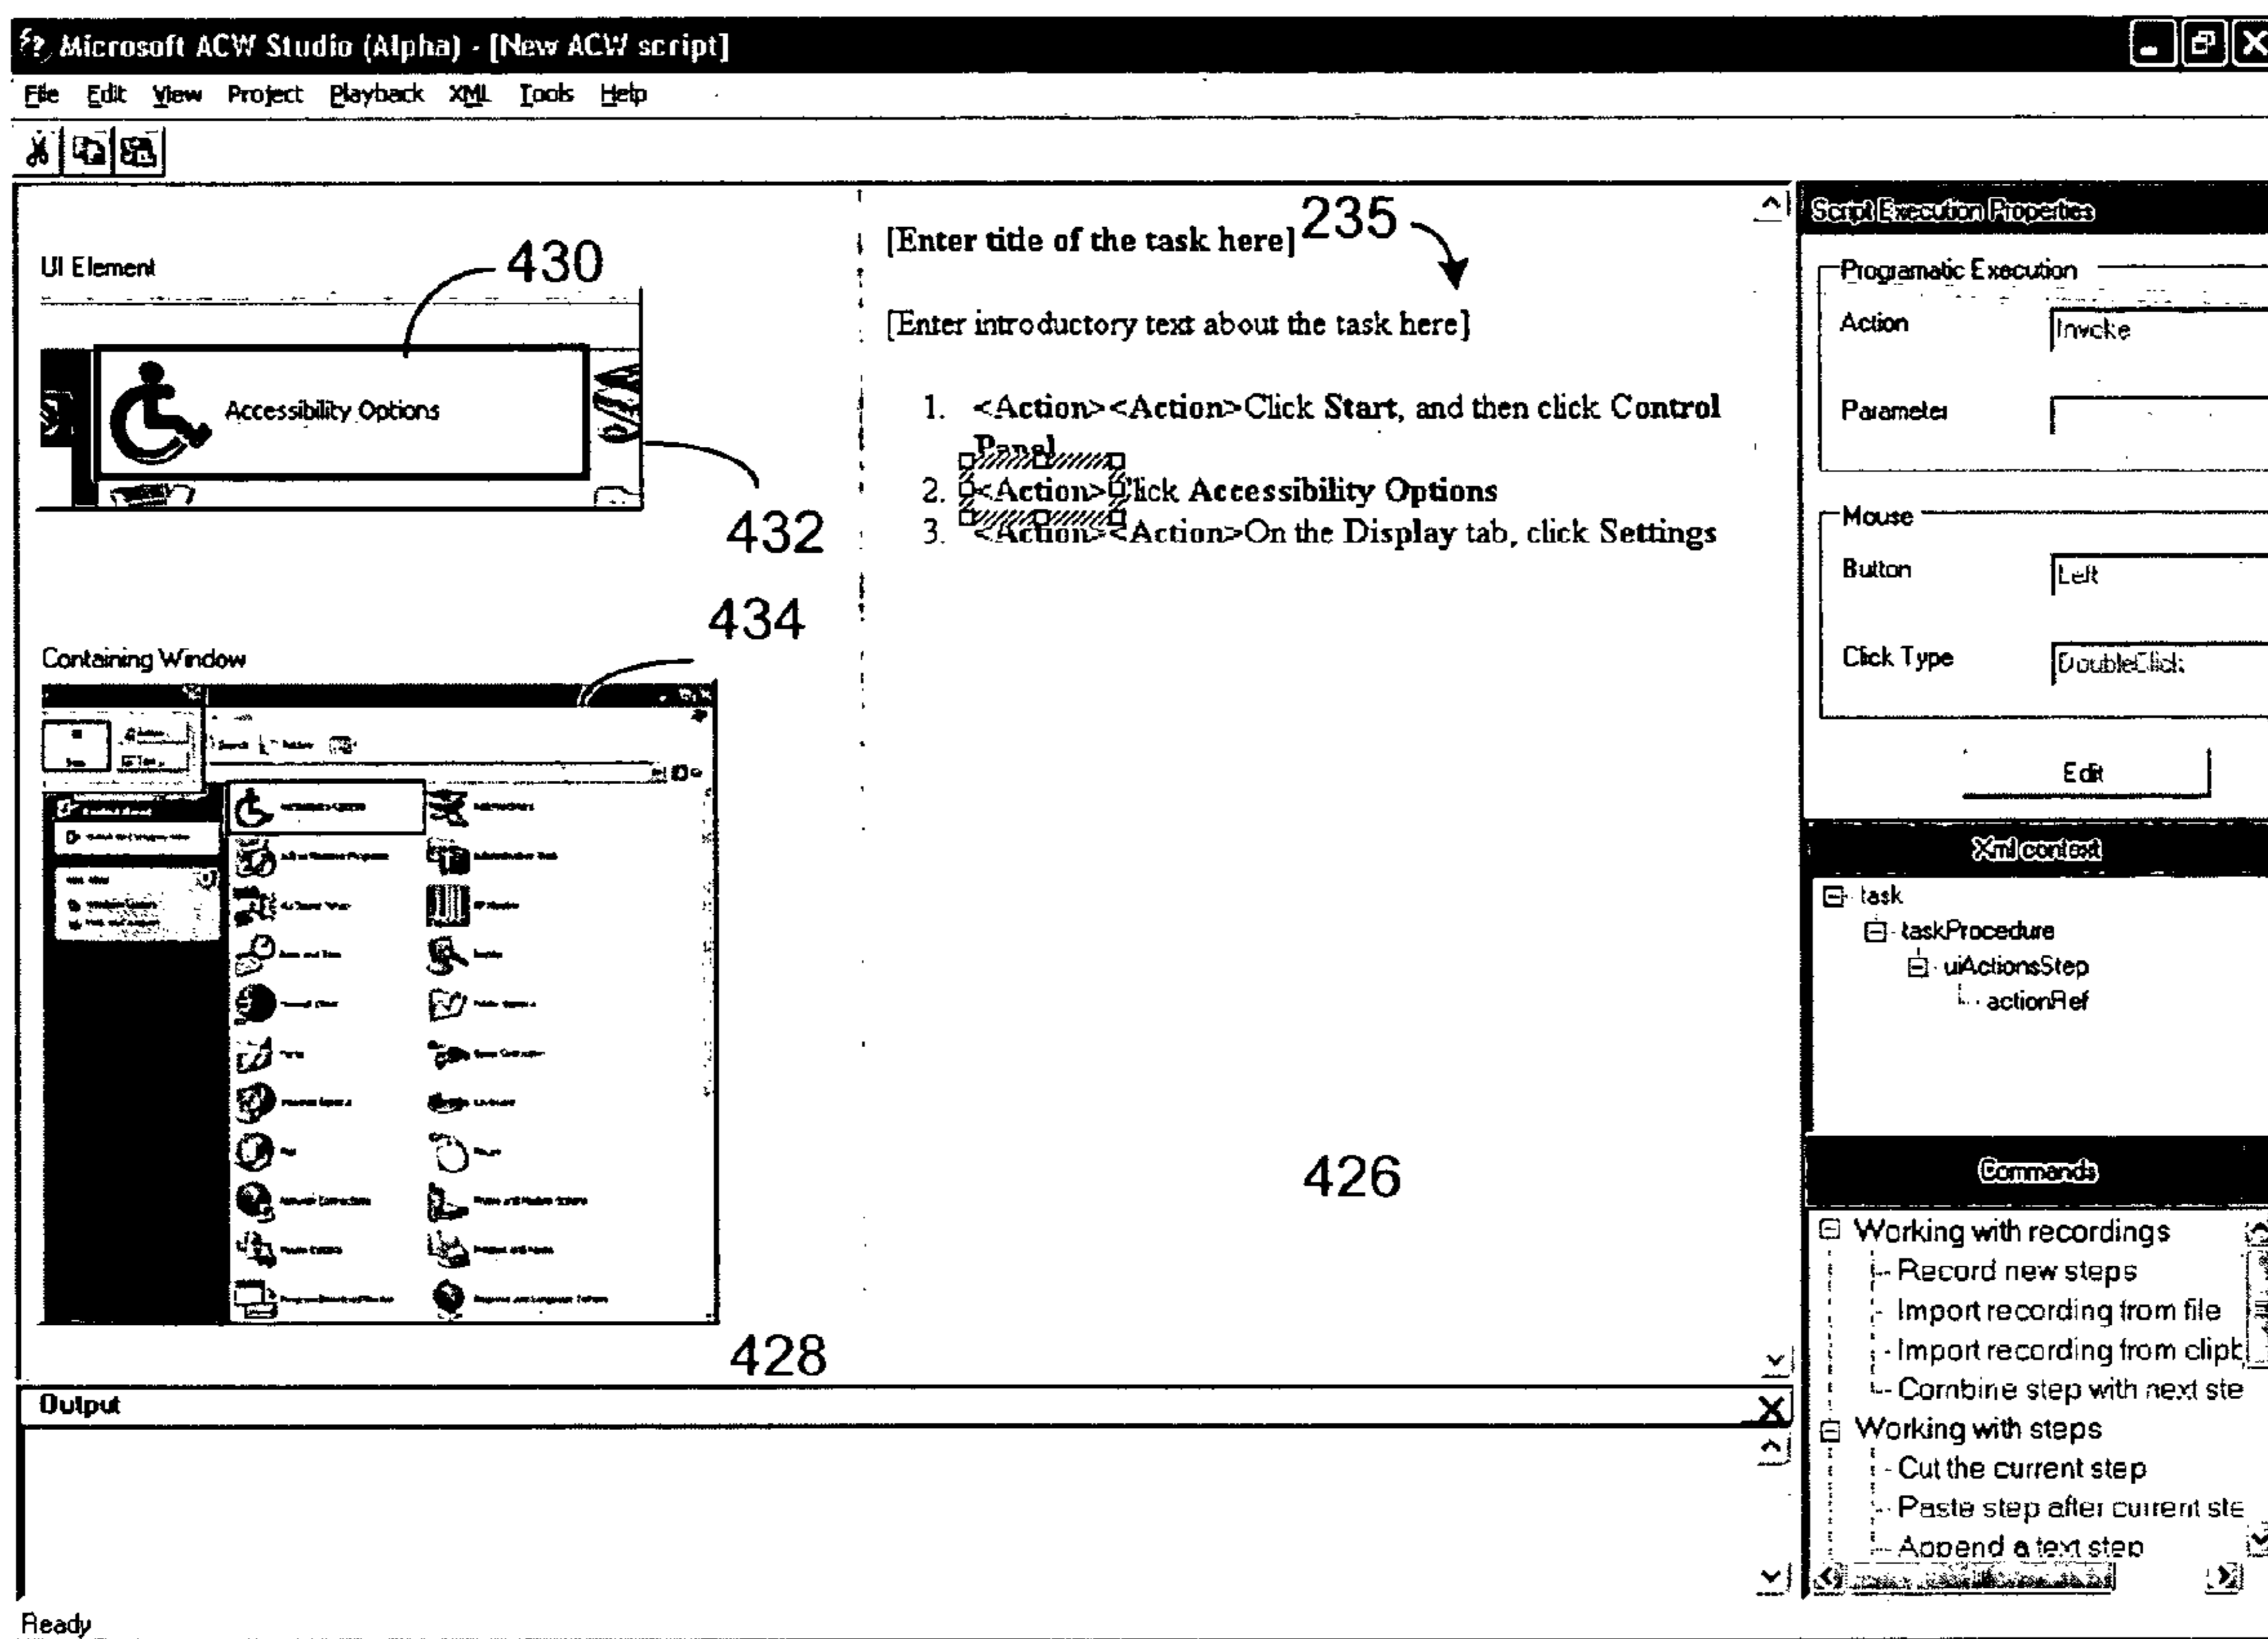 Microsoft ACW Studio (Alpha) - [New ACW script]
File Edit View Project Playback XML Tools Help
UI Element
430
Accessibility Options
432
434
Containing Window
428
[Enter title of the task here]
235
[Enter introductory text about the task here]
1. <Action><Action>Click Start, and then click Control
Panel
2. <Action>Click Accessibility Options
3. <Action><Action>On the Display tab, click Settings
426
Output
Ready
Script Execution Properties
Programatic Execution
Action Invoke
Parameter
Mouse
Button Left
Click Type DoubleClick
Edit
Xml context
task
taskProcedure
uiActionsStep
actionRef
Commands
Working with recordings
Record new steps
Import recording from file
Import recording from clipb
Combine step with next ste
Working with steps
Cut the current step
Paste step after current ste
Append a text step